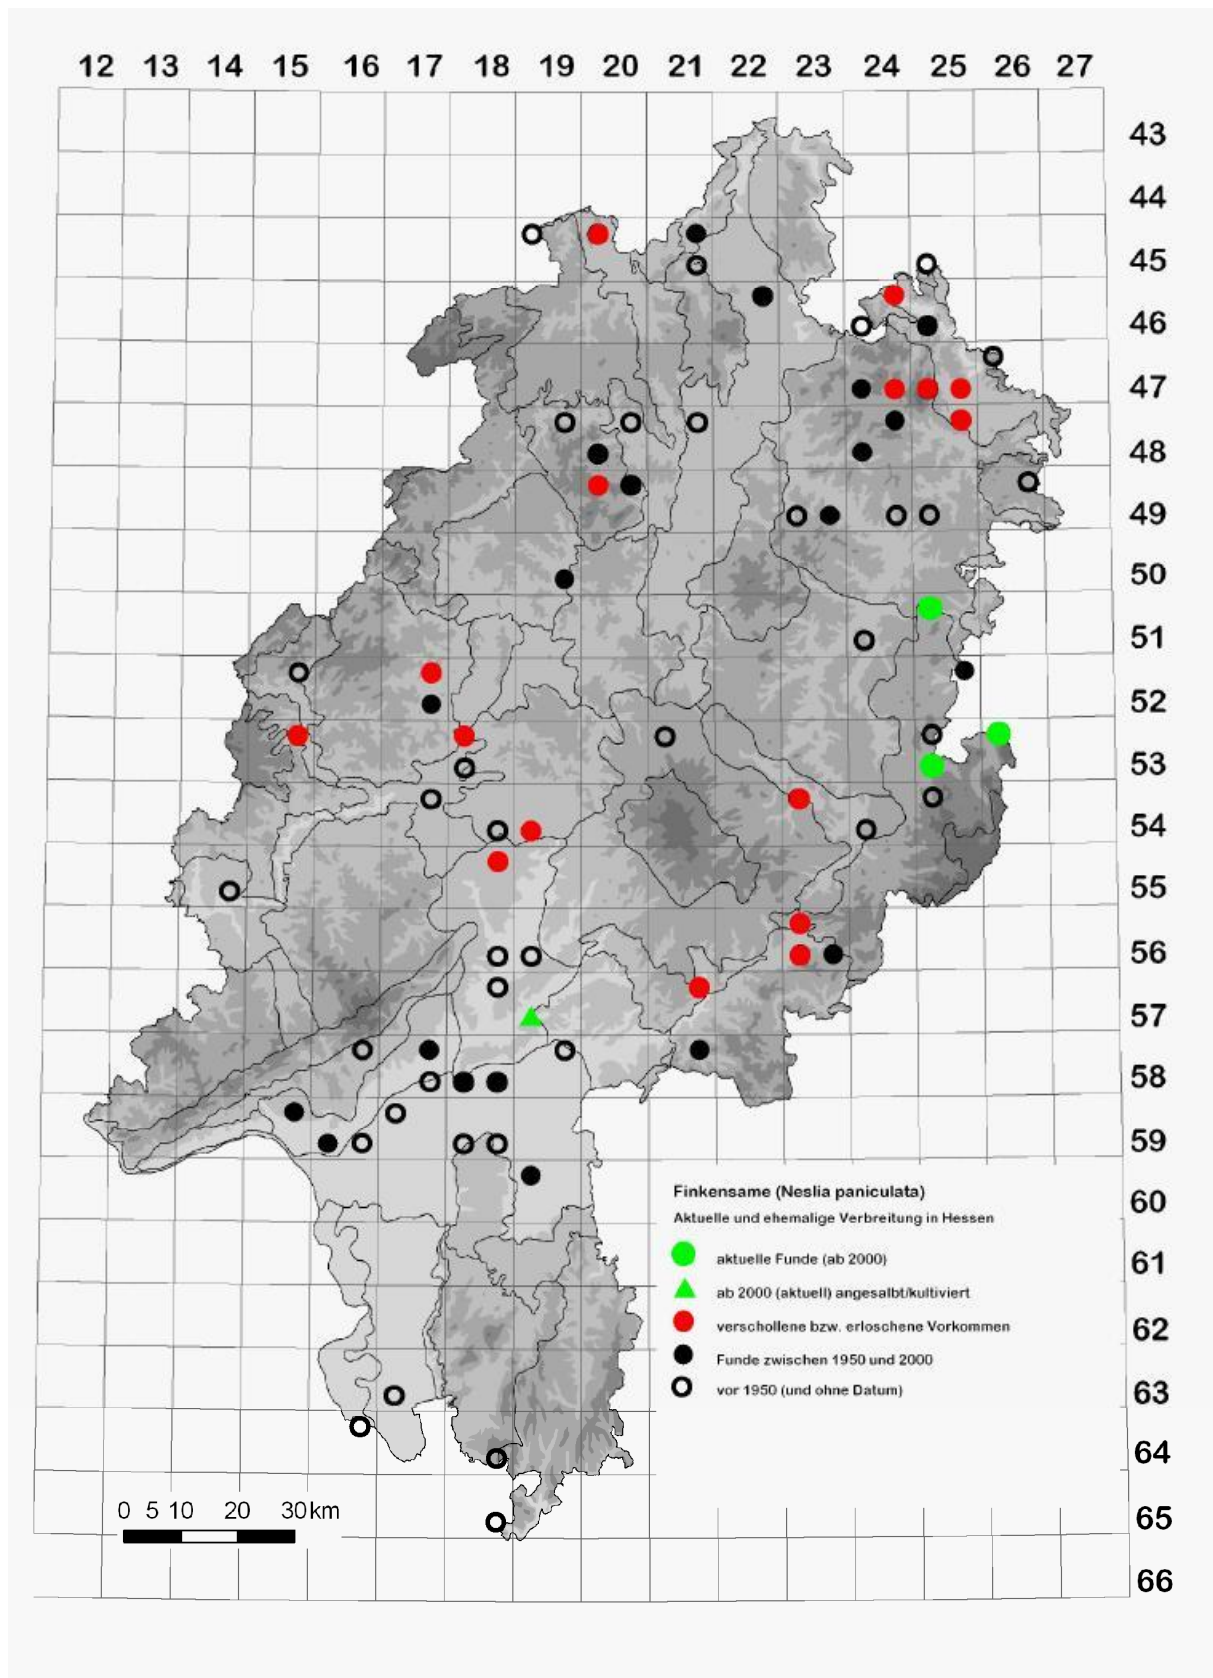 12 13 14 15 16 17 18 19 20 21 22 23 24 25 26 27
43
44
45
46
47
48
49
50
51
52
53
54
55
56
57
58
59
60
61
62
63
64
65
66
Finkensame (Neslia paniculata)
Aktuelle und ehemalige Verbreitung in Hessen
aktuelle Funde (ab 2000)
ab 2000 (aktuell) angesalbt/kultiviert
verschollene bzw. erloschene Vorkommen
Funde zwischen 1950 und 2000
vor 1950 (und ohne Datum)
0 5 10 20 30 km